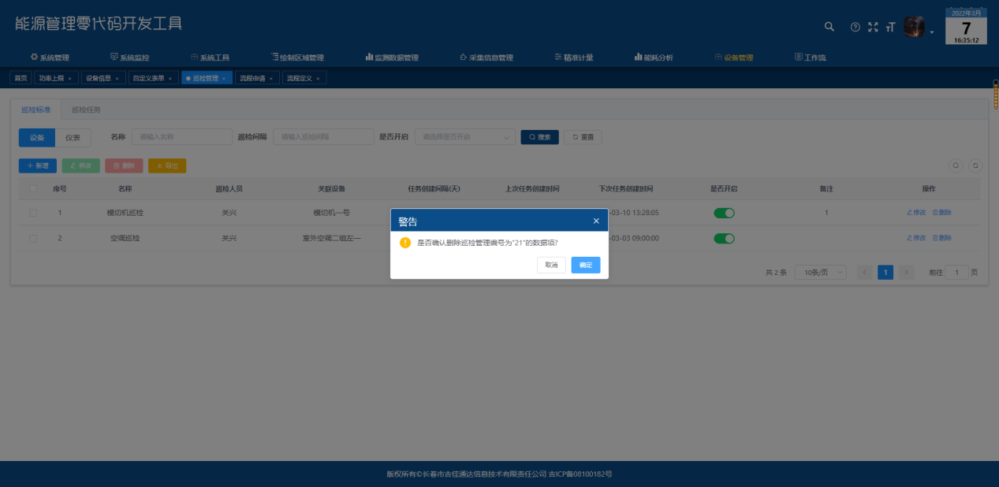 能源管理零代码开发工具
2022年3月
7
16:35:12
系统管理 系统监控 系统工具 绘制区域管理 监测数据管理 采集信息管理 精准计量 能耗分析 设备管理 工作流
首页 功率上限 × 设备信息 × 自定义表单 × 巡检管理 × 流程申请 × 流程定义 ×
巡检标准 巡检任务
设备 仪表 名称 请输入名称 巡检间隔 请输入巡检间隔 是否开启 请选择是否开启 搜索 重置
+ 新增 修改 删除 导出
序号 名称 巡检人员 关联设备 任务创建间隔(天) 上次任务创建时间 下次任务创建时间 是否开启 备注 操作
1 模切机巡检 关兴 模切机一号 -03-10 13:28:05 1 修改 删除
2 空调巡检 关兴 室外空调二组左一 -03-03 09:00:00 修改 删除
警告 ×
是否确认删除巡检管理编号为"21"的数据项?
取消 确定
共 2 条 10条/页 < 1 > 前往 1 页
版权所有©长春市吉佳通达信息技术有限责任公司 吉ICP备08100182号